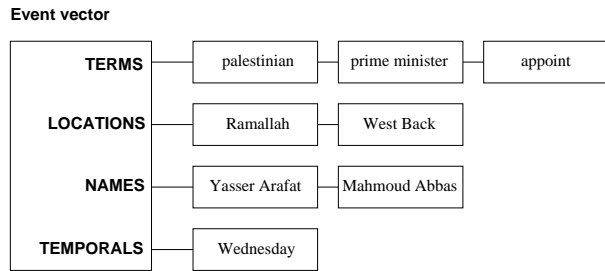 Event vector
TERMS palestinian prime minister appoint
LOCATIONS Ramallah West Back
NAMES Yasser Arafat Mahmoud Abbas
TEMPORALS Wednesday